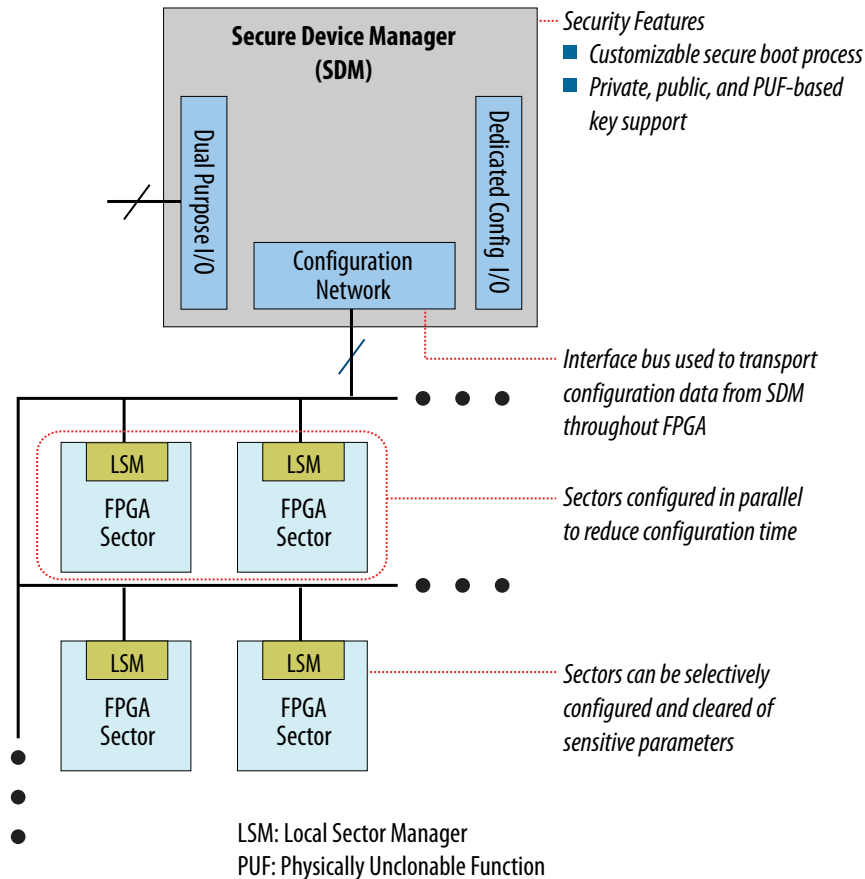 Secure Device Manager
(SDM)
Security Features
Customizable secure boot process
Private, public, and PUF-based
key support
Dual Purpose I/O
Dedicated Config I/O
Configuration
Network
Interface bus used to transport
configuration data from SDM
throughout FPGA
LSM
FPGA
Sector
LSM
FPGA
Sector
Sectors configured in parallel
to reduce configuration time
LSM
FPGA
Sector
LSM
FPGA
Sector
Sectors can be selectively
configured and cleared of
sensitive parameters
LSM: Local Sector Manager
PUF: Physically Unclonable Function